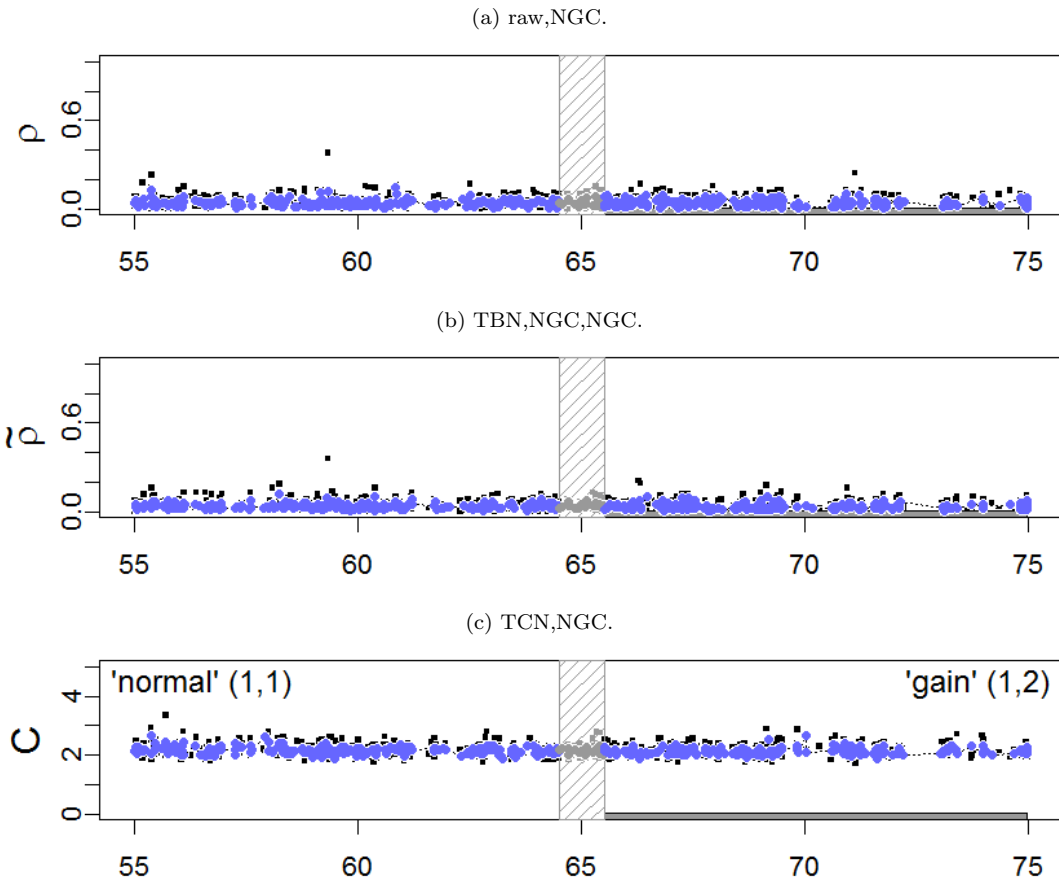 (a) raw,NGC.
ρ
0.6
0.0
55 60 65 70 75
(b) TBN,NGC,NGC.
ρ̃
0.6
0.0
55 60 65 70 75
(c) TCN,NGC.
'normal' (1,1) 'gain' (1,2)
C
4
2
0
55 60 65 70 75